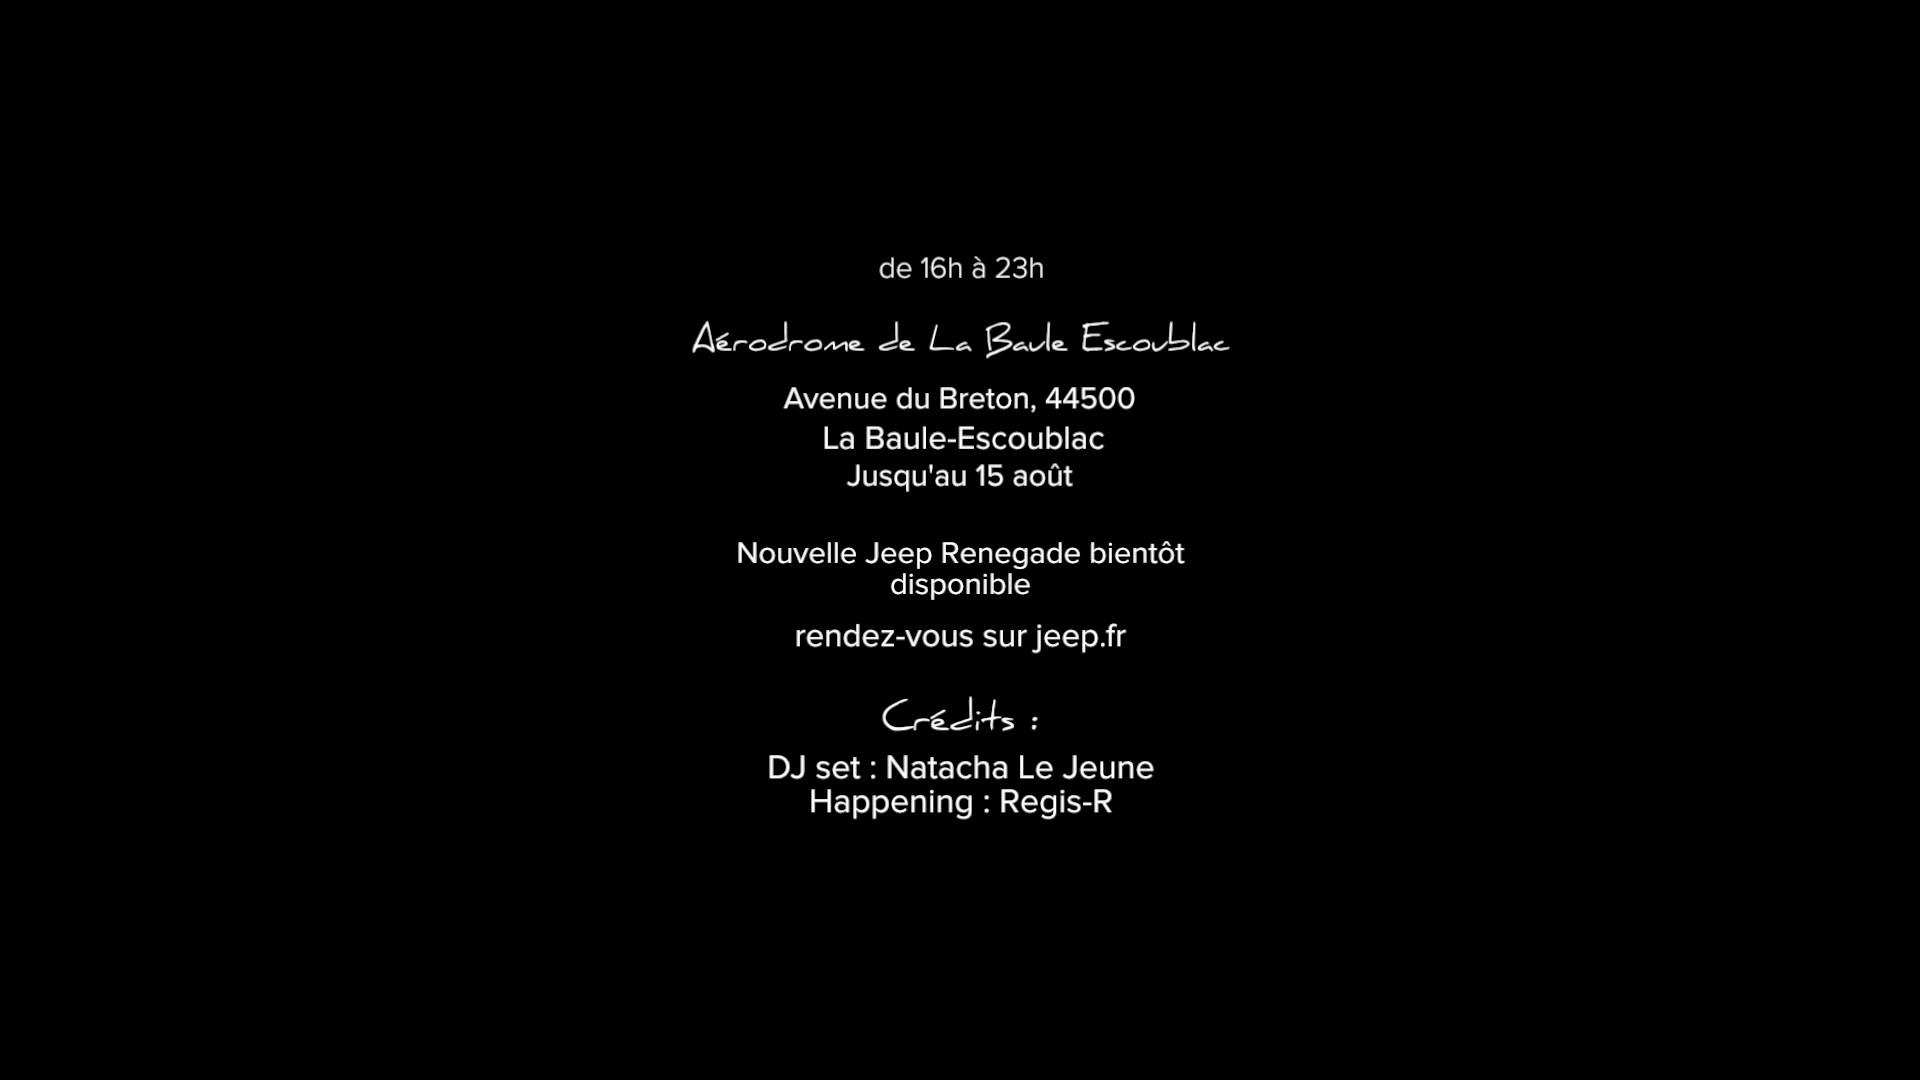 de 16h à 23h
Aérodrome de La Baule Escoublac
Avenue du Breton, 44500
La Baule-Escoublac
Jusqu'au 15 août
Nouvelle Jeep Renegade bientôt
disponible
rendez-vous sur jeep.fr
Crédits :
DJ set : Natacha Le Jeune
Happening : Regis-R